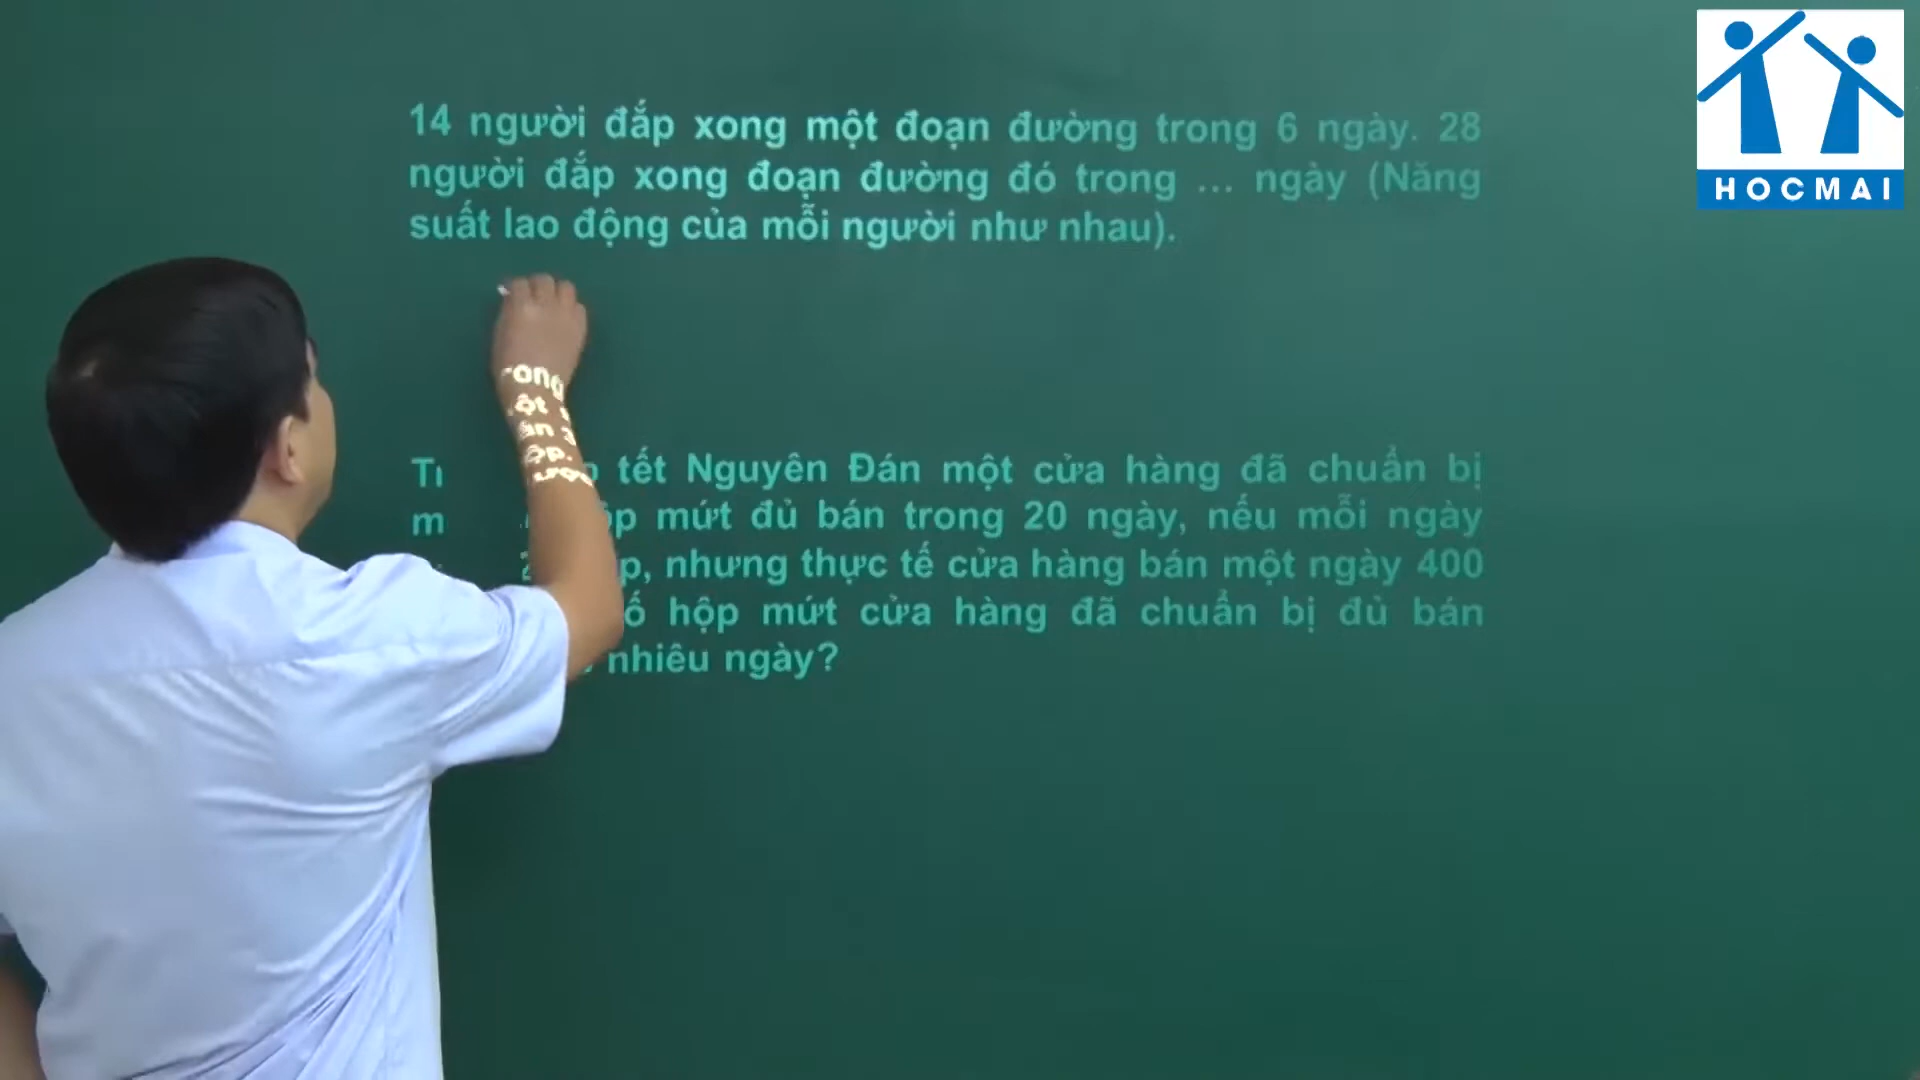 HOCMAI
14 người đắp xong một đoạn đường trong 6 ngày. 28
người đắp xong đoạn đường đó trong ... ngày (Năng
suất lao động của mỗi người như nhau).
tết Nguyên Đán một cửa hàng đã chuẩn bị
mứt đủ bán trong 20 ngày, nếu mỗi ngày
nhưng thực tế cửa hàng bán một ngày 400
hộp mứt cửa hàng đã chuẩn bị đủ bán
nhiêu ngày?